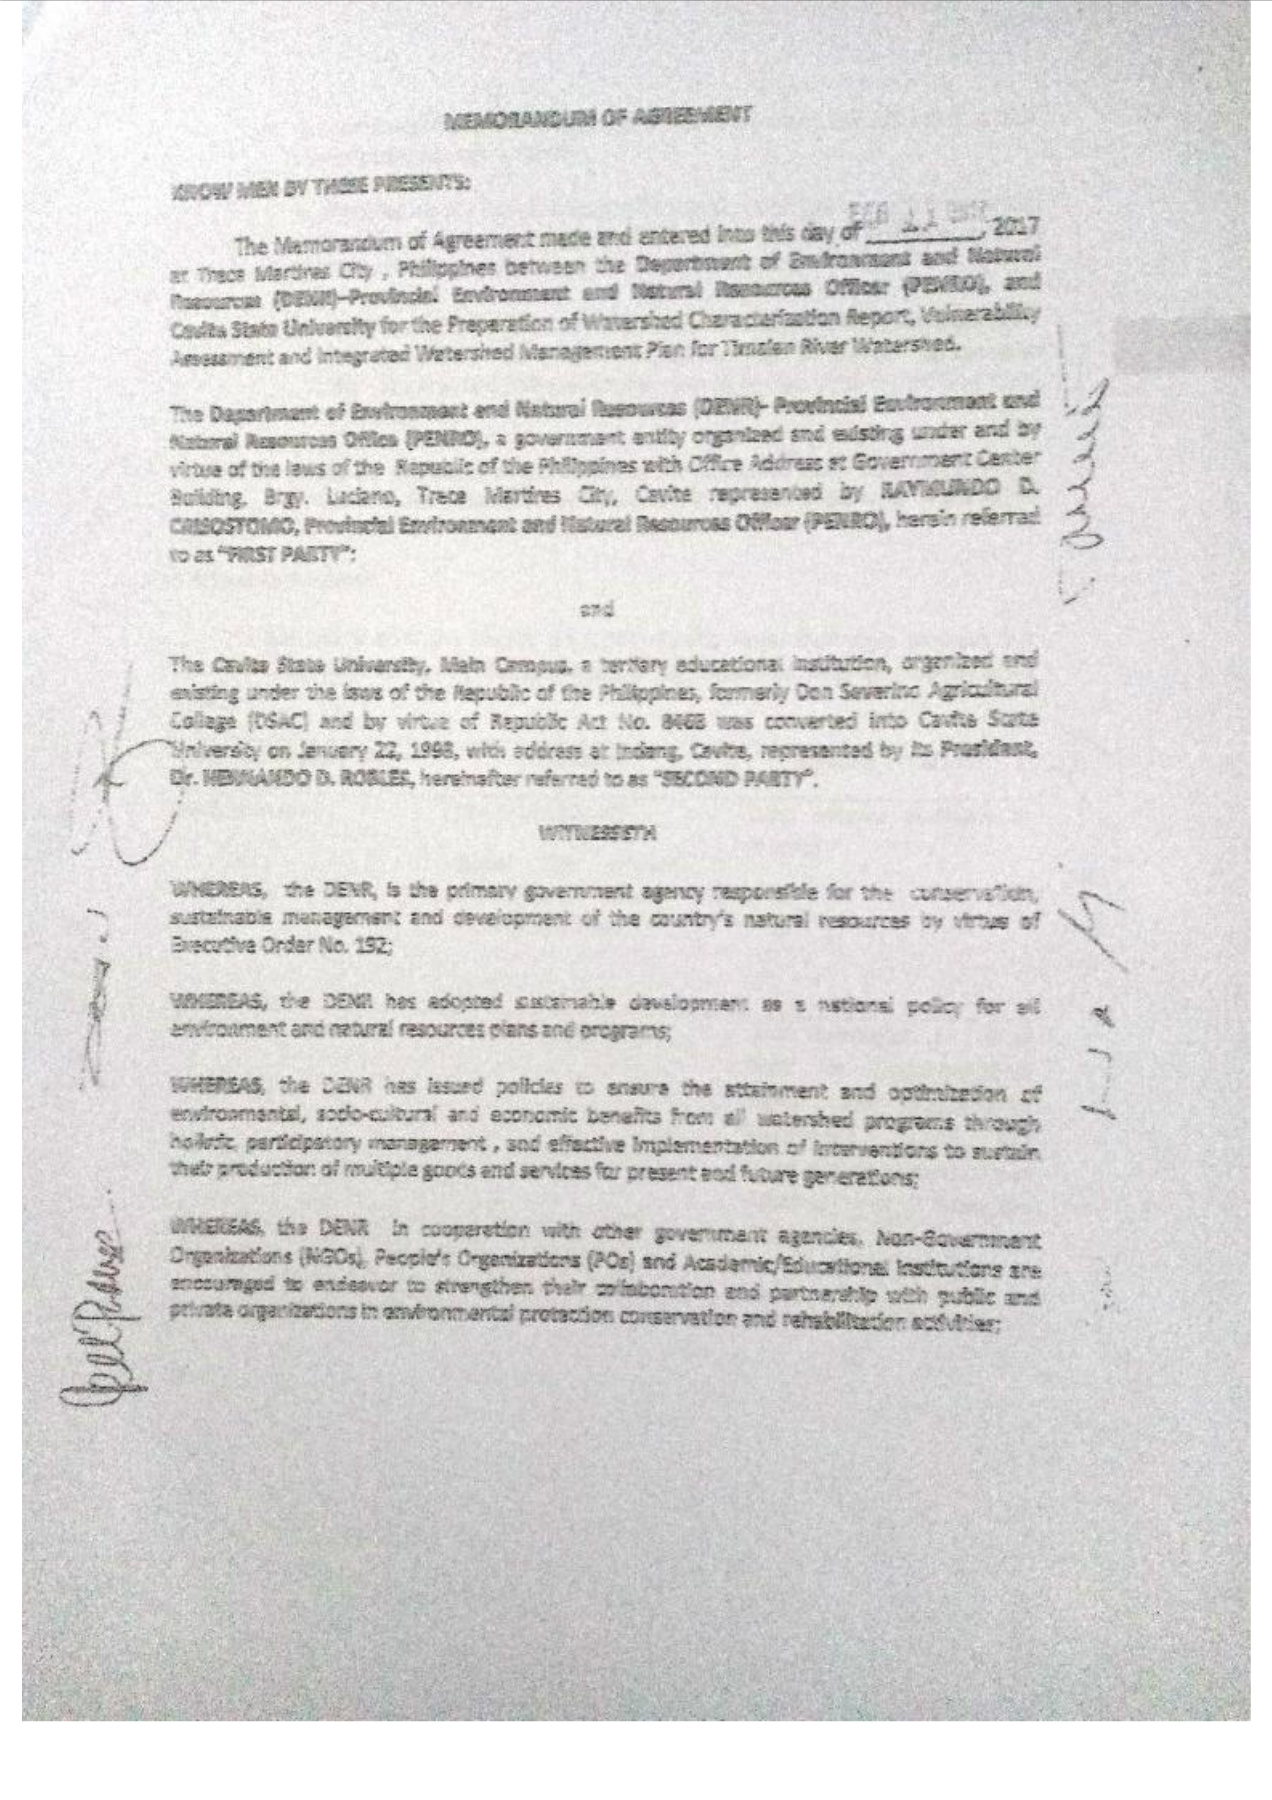 MEMORANDUM OF AGREEMENT
KNOW MEN BY THESE PRESENTS:
The Memorandum of Agreement made and entered into this day of FEB 2017, 2017
at Trece Martires City , Philippines between the Department of Environment and Natural
Resources (DENR)-Provincial Environment and Natural Resources Officer (PENRO), and
Cavite State University for the Preparation of Watershed Characterization Report, Vulnerability
Assessment and Integrated Watershed Management Plan for Timalan River Watershed.
The Department of Environment and Natural Resources (DENR)- Provincial Environment and
Natural Resources Office (PENRO), a government entity organized and existing under and by
virtue of the laws of the Republic of the Philippines with Office Address at Government Center
Building, Brgy. Luciano, Trece Martires City, Cavite represented by RAYMUNDO D.
CRISOSTOMO, Provincial Environment and Natural Resources Officer (PENRO), herein referred
to as "FIRST PARTY":
and
The Cavite State University, Main Campus, a tertiary educational institution, organized and
existing under the laws of the Republic of the Philippines, formerly Don Severino Agricultural
College (DSAC) and by virtue of Republic Act No. 8468 was converted into Cavite State
University on January 22, 1998, with address at Indang, Cavite, represented by its President,
Dr. HERNANDO D. ROBLES, hereinafter referred to as "SECOND PARTY".
WITNESSETH
WHEREAS, the DENR, is the primary government agency responsible for the conservation,
sustainable management and development of the country's natural resources by virtue of
Executive Order No. 192;
WHEREAS, the DENR has adopted sustainable development as a national policy for all
environment and natural resources plans and programs;
WHEREAS, the DENR has issued policies to ensure the attainment and optimization of
environmental, socio-cultural and economic benefits from all watershed programs through
holistic, participatory management , and effective implementation of interventions to sustain
their production of multiple goods and services for present and future generations;
WHEREAS, the DENR in cooperation with other government agencies, Non-Government
Organizations (NGOs), People's Organizations (POs) and Academic/Educational Institutions are
encouraged to endeavor to strengthen their collaboration and partnership with public and
private organizations in environmental protection conservation and rehabilitation activities;